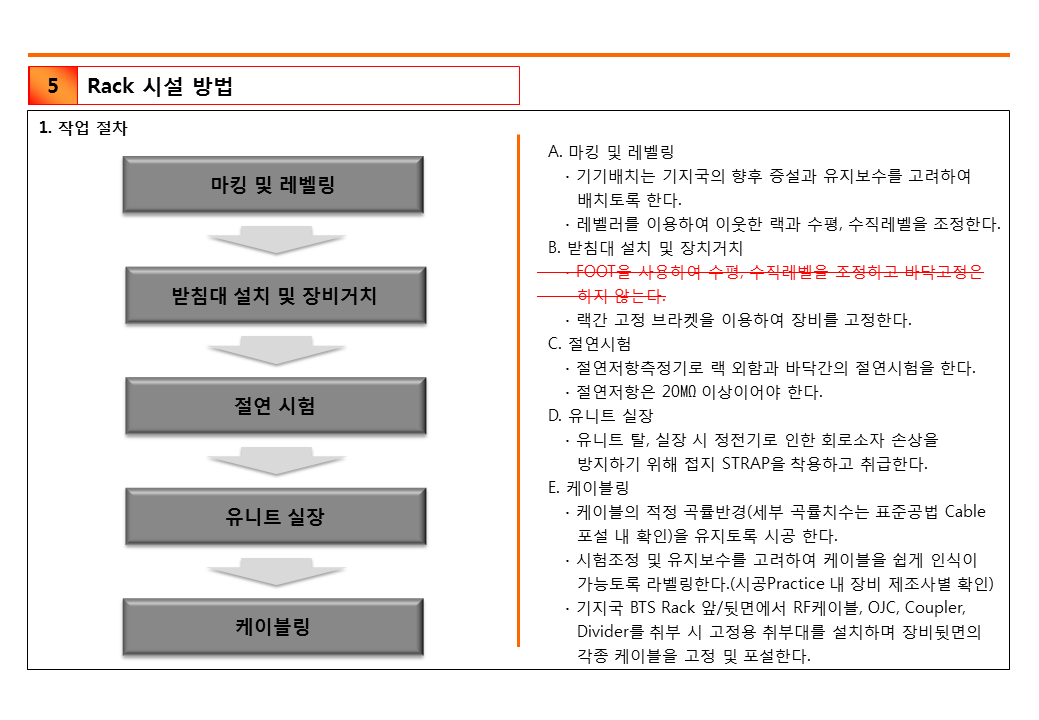 5
Rack 시설 방법
1. 작업 절차
마킹 및 레벨링
받침대 설치 및 장비거치
절연 시험
유니트 실장
케이블링
A. 마킹 및 레벨링
· 기기배치는 기지국의 향후 증설과 유지보수를 고려하여
배치토록 한다.
· 레벨러를 이용하여 이웃한 랙과 수평, 수직레벨을 조정한다.
B. 받침대 설치 및 장치거치
· FOOT을 사용하여 수평, 수직레벨을 조정하고 바닥고정은
하지 않는다.
· 랙간 고정 브라켓을 이용하여 장비를 고정한다.
C. 절연시험
· 절연저항측정기로 랙 외함과 바닥간의 절연시험을 한다.
· 절연저항은 20㏁ 이상이어야 한다.
D. 유니트 실장
· 유니트 탈, 실장 시 정전기로 인한 회로소자 손상을
방지하기 위해 접지 STRAP을 착용하고 취급한다.
E. 케이블링
· 케이블의 적정 곡률반경(세부 곡률치수는 표준공법 Cable
포설 내 확인)을 유지토록 시공 한다.
· 시험조정 및 유지보수를 고려하여 케이블을 쉽게 인식이
가능토록 라벨링한다.(시공Practice 내 장비 제조사별 확인)
· 기지국 BTS Rack 앞/뒷면에서 RF케이블, OJC, Coupler,
Divider를 취부 시 고정용 취부대를 설치하며 장비뒷면의
각종 케이블을 고정 및 포설한다.